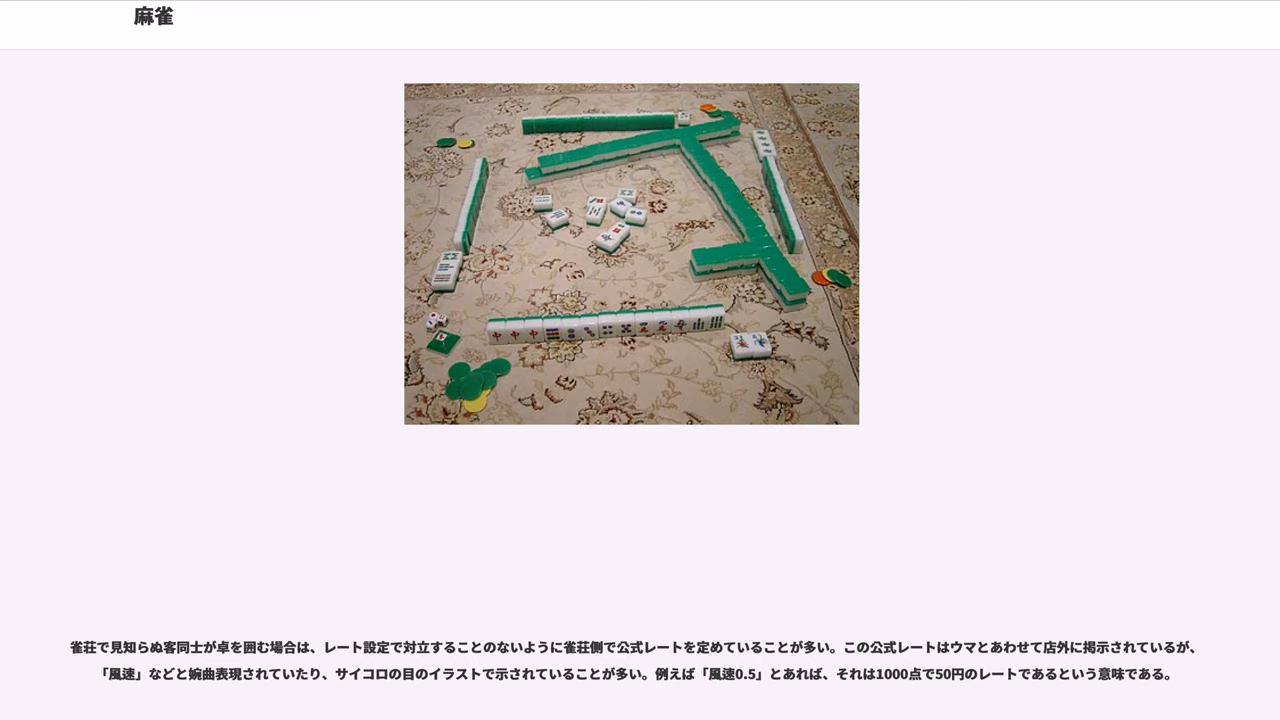 麻雀
雀荘で見知らぬ客同士が卓を囲む場合は、レート設定で対立することのないように雀荘側で公式レートを定めていることが多い。この公式レートはウマとあわせて店外に掲示されているが、
「風速」などと婉曲表現されていたり、サイコロの目のイラストで示されていることが多い。例えば「風速0.5」とあれば、それは1000点で50円のレートであるという意味である。